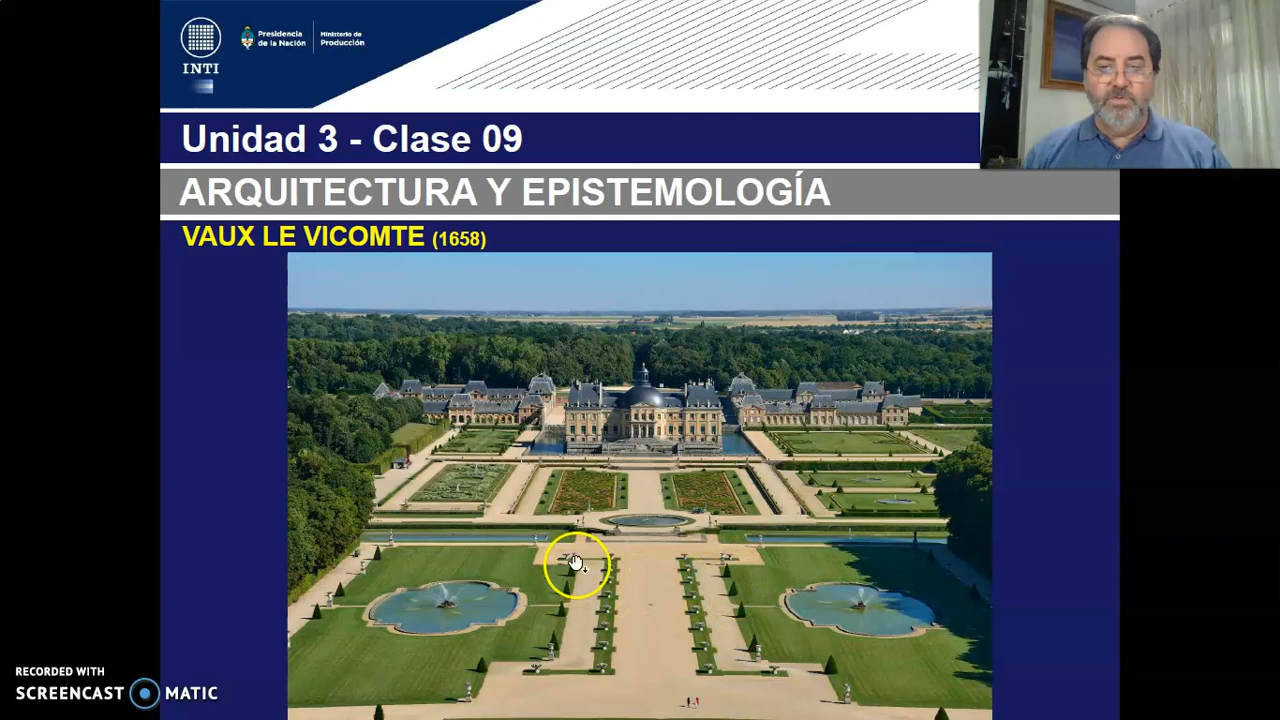 INTI
Presidencia
de la Nación
Ministerio de
Producción
Unidad 3 - Clase 09
ARQUITECTURA Y EPISTEMOLOGÍA
VAUX LE VICOMTE (1658)
RECORDED WITH
SCREENCAST MATIC